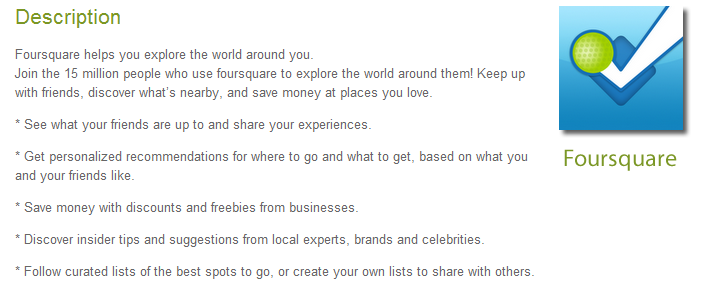 Description
Foursquare helps you explore the world around you.
Join the 15 million people who use foursquare to explore the world around them! Keep up
with friends, discover what's nearby, and save money at places you love.
* See what your friends are up to and share your experiences.
* Get personalized recommendations for where to go and what to get, based on what you
and your friends like.
* Save money with discounts and freebies from businesses.
* Discover insider tips and suggestions from local experts, brands and celebrities.
* Follow curated lists of the best spots to go, or create your own lists to share with others.
Foursquare